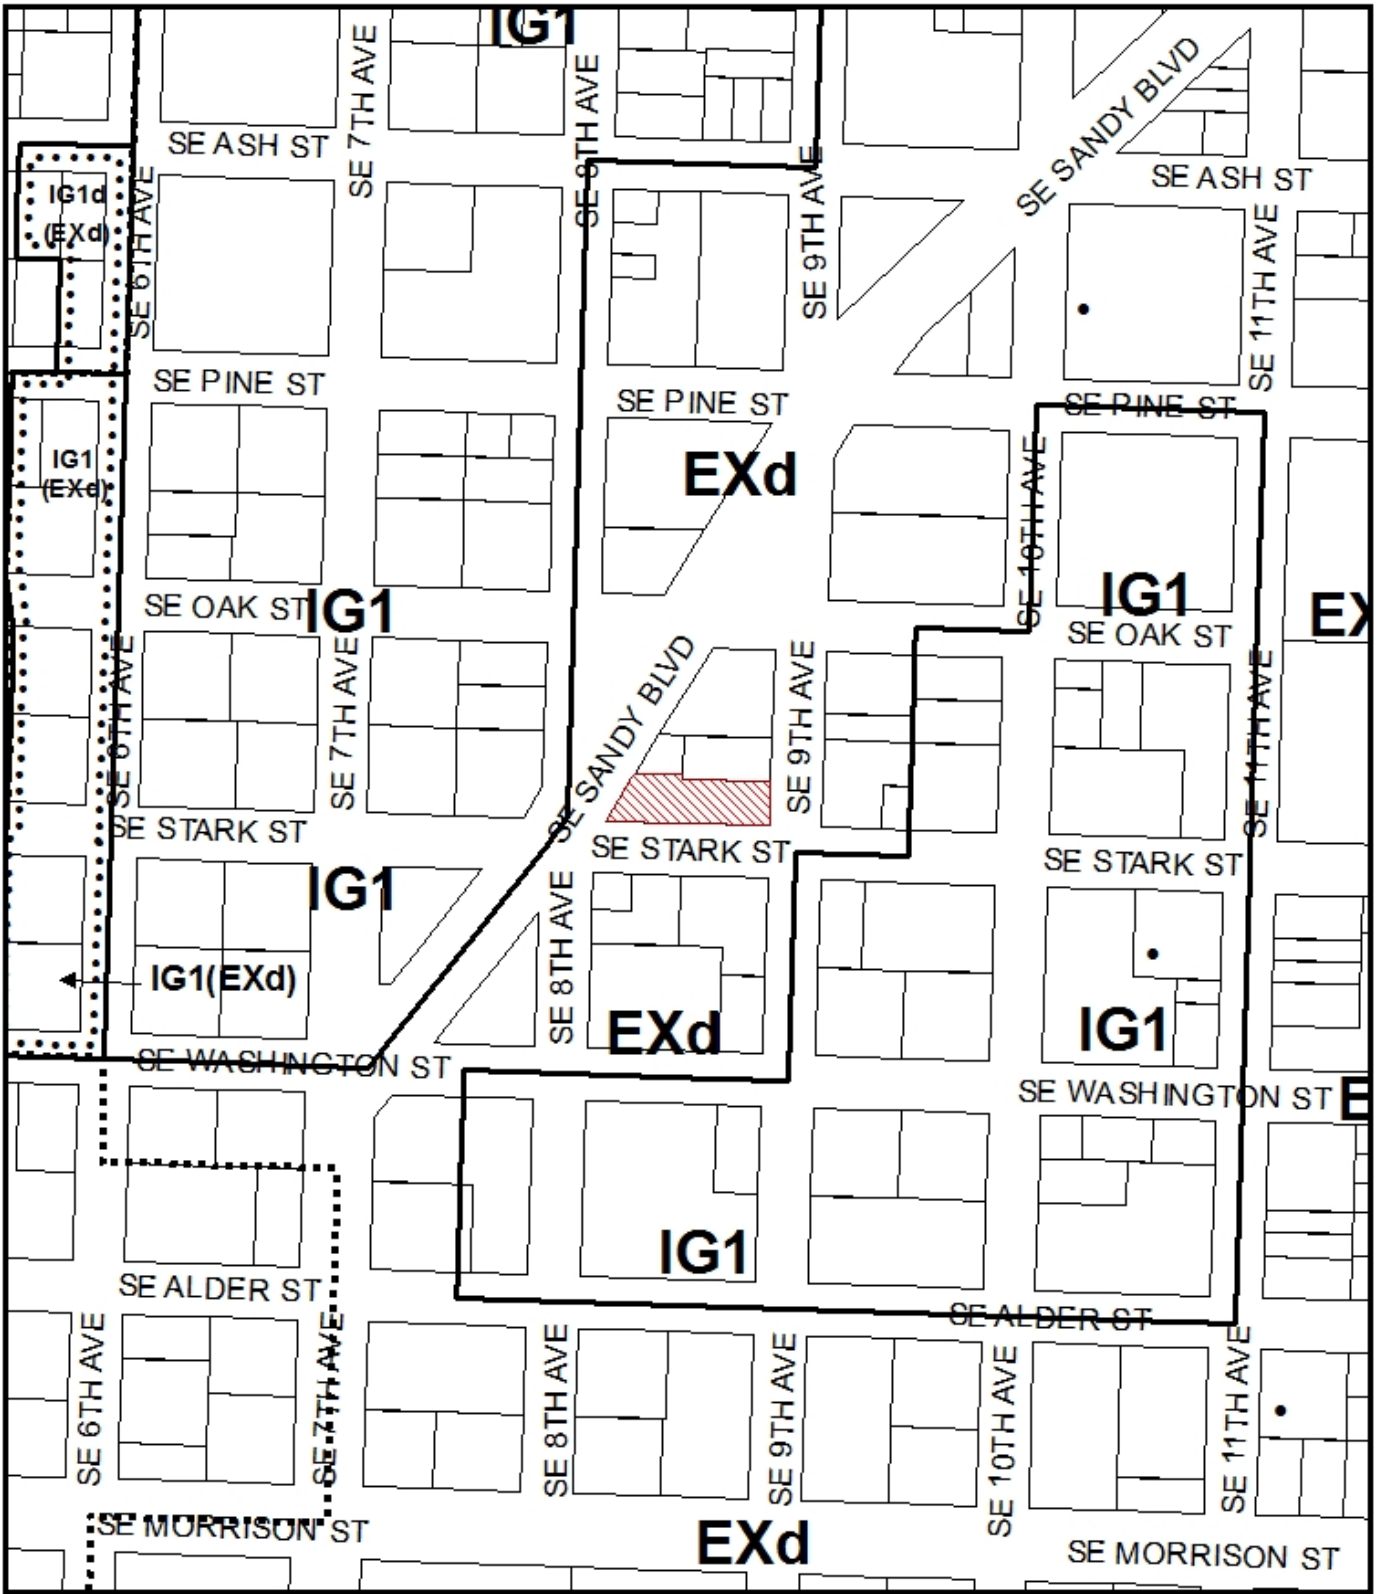 IG1
SE SANDY BLVD
SE 7TH AVE
SE 8TH AVE
SE ASH ST
SE 9TH AVE
SE ASH ST
IG1d
(EXd)
SE 6TH AVE
SE 11TH AVE
SE PINE ST
SE PINE ST
SE PINE ST
IG1
(EXd)
EXd
SE 10TH AVE
SE OAK ST
IG1
IG1
EX
SE OAK ST
SE 6TH AVE
SE 7TH AVE
SE SANDY BLVD
SE 9TH AVE
SE 11TH AVE
SE STARK ST
SE STARK ST
SE STARK ST
IG1
SE 8TH AVE
IG1(EXd)
EXd
IG1
SE WASHINGTON ST
SE WASHINGTON ST
E
IG1
SE ALDER ST
SE ALDER ST
SE 6TH AVE
SE 7TH AVE
SE 8TH AVE
SE 9TH AVE
SE 10TH AVE
SE 11TH AVE
SE MORRISON ST
EXd
SE MORRISON ST